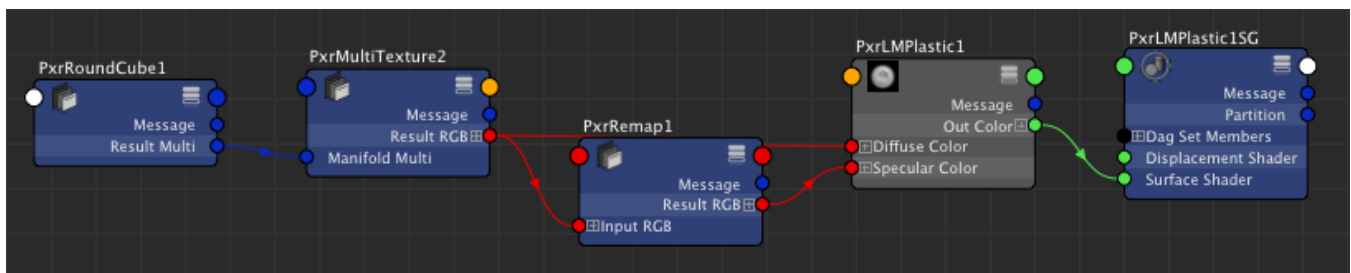 PxrRoundCube1
Message
Result Multi
PxrMultiTexture2
Message
Result RGB
Manifold Multi
PxrRemap1
Message
Result RGB
Input RGB
PxrLMPlastic1
Message
Out Color
Diffuse Color
Specular Color
PxrLMPlastic1SG
Message
Partition
Dag Set Members
Displacement Shader
Surface Shader